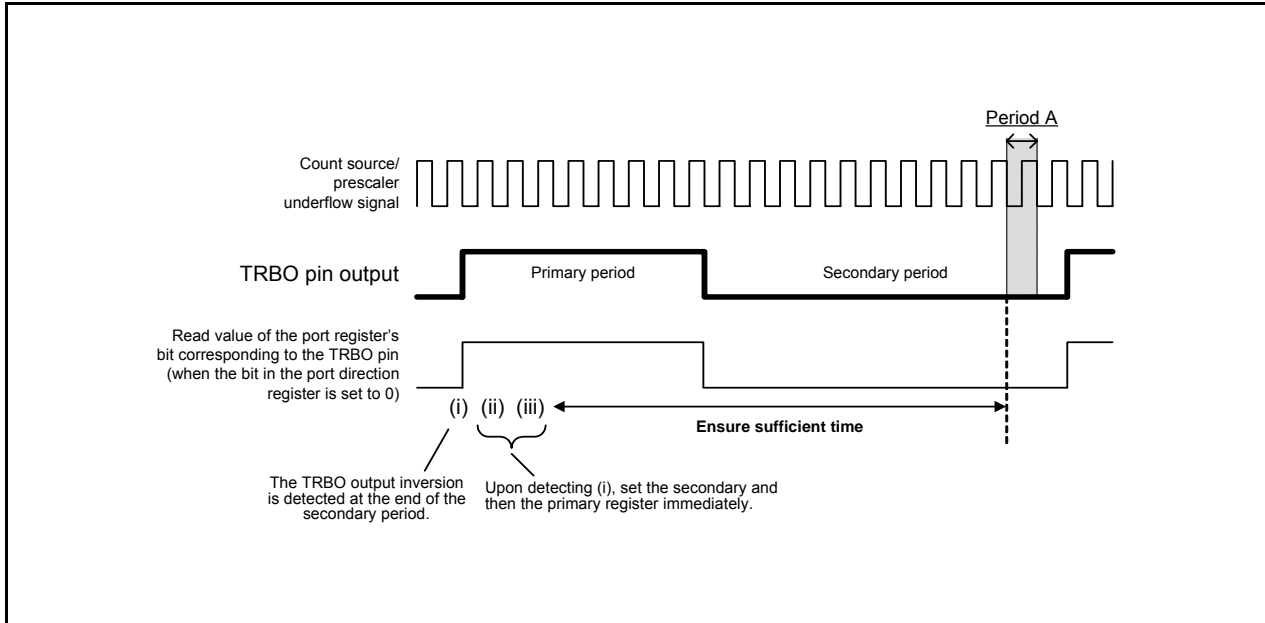 Period A
Count source/
prescaler
underflow signal
TRBO pin output
Primary period
Secondary period
Read value of the port register's
bit corresponding to the TRBO pin
(when the bit in the port direction
register is set to 0)
(i) (ii) (iii)
Ensure sufficient time
The TRBO output inversion
is detected at the end of the
secondary period.
Upon detecting (i), set the secondary and
then the primary register immediately.